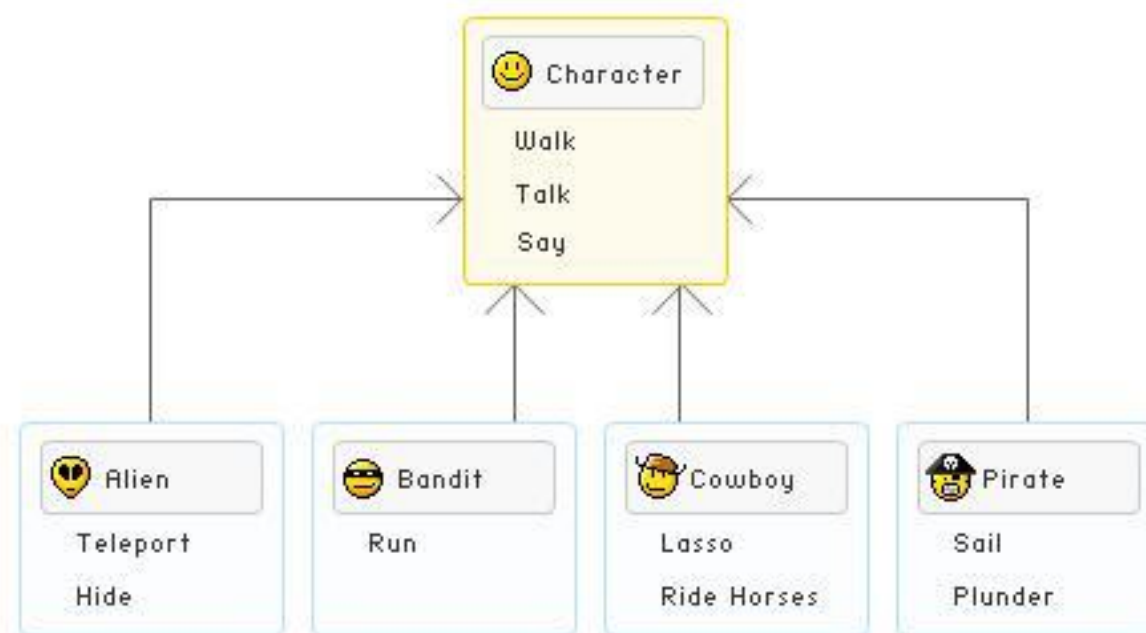 Character
Walk
Talk
Say
Alien
Teleport
Hide
Bandit
Run
Cowboy
Lasso
Ride Horses
Pirate
Sail
Plunder